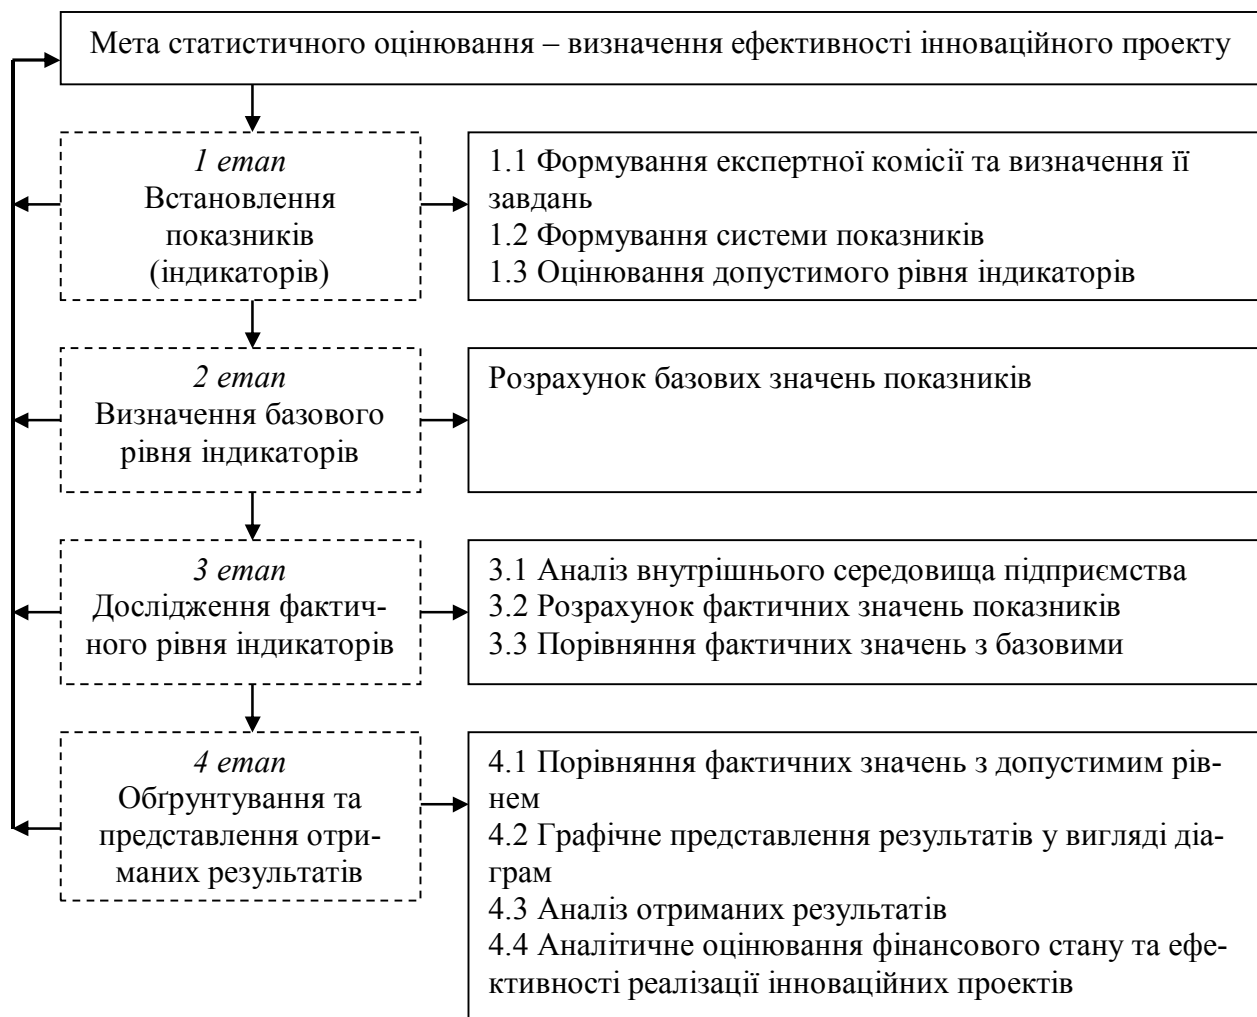 Мета статистичного оцінювання – визначення ефективності інноваційного проекту
1 етап
Встановлення
показників
(індикаторів)
1.1 Формування експертної комісії та визначення її
завдань
1.2 Формування системи показників
1.3 Оцінювання допустимого рівня індикаторів
2 етап
Визначення базового
рівня індикаторів
Розрахунок базових значень показників
3 етап
Дослідження фактич-
ного рівня індикаторів
3.1 Аналіз внутрішнього середовища підприємства
3.2 Розрахунок фактичних значень показників
3.3 Порівняння фактичних значень з базовими
4 етап
Обґрунтування та
представлення отри-
маних результатів
4.1 Порівняння фактичних значень з допустимим рів-
нем
4.2 Графічне представлення результатів у вигляді діа-
грам
4.3 Аналіз отриманих результатів
4.4 Аналітичне оцінювання фінансового стану та ефе-
ктивності реалізації інноваційних проектів